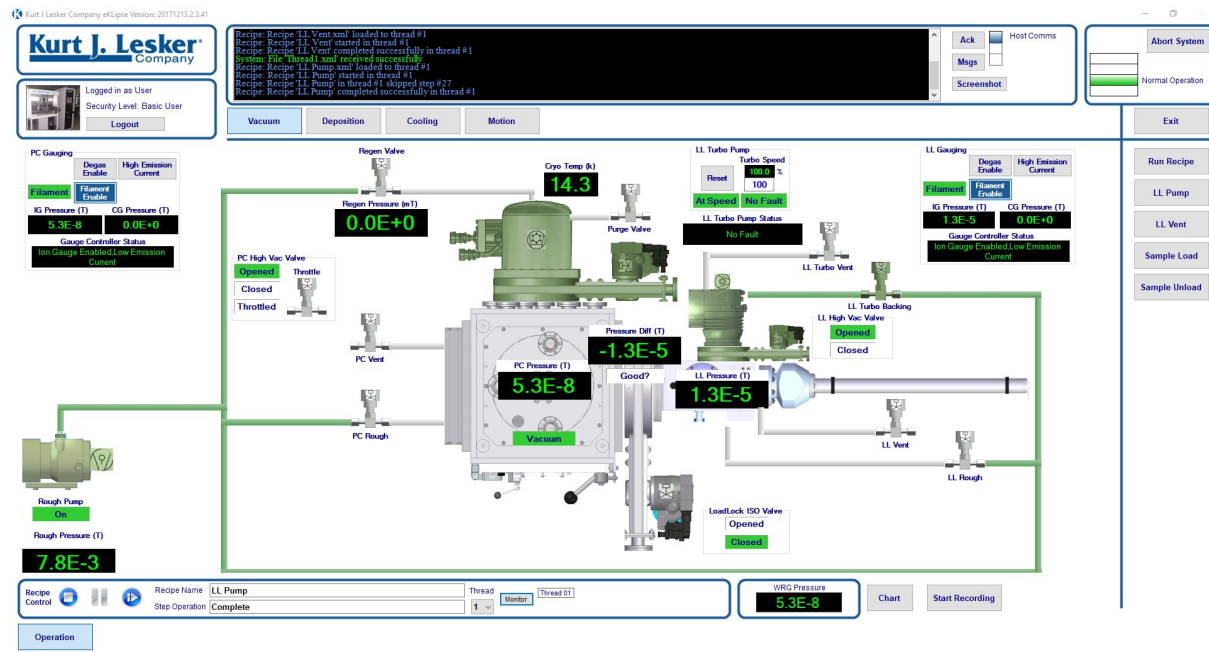 Kurt J Lesker Company eKLipse Version: 20171213.2.3.41
Kurt J. Lesker
Company
Logged in as User
Security Level: Basic User
Logout
Recipe: Recipe 'LL Vent.xml' loaded to thread #1
Recipe: Recipe 'LL Vent' started in thread #1
Recipe: Recipe 'LL Vent' completed successfully in thread #1
System: File 'Thread1.xml' received successfully
Recipe: Recipe 'LL Pump.xml' loaded to thread #1
Recipe: Recipe 'LL Pump' started in thread #1
Recipe: Recipe 'LL Pump' in thread #1 skipped step #27
Recipe: Recipe 'LL Pump' completed successfully in thread #1
Ack
Host Comms
Msgs
Screenshot
Abort System
Normal Operation
Vacuum
Deposition
Cooling
Motion
Exit
PC Gauging
Degas
Enable
High Emission
Current
Filament
Filament
Enable
IG Pressure (T)
CG Pressure (T)
5.3E-8
0.0E+0
Gauge Controller Status
Ion Gauge Enabled,Low Emission
Current
Regen Valve
Regen Pressure (mT)
0.0E+0
Cryo Temp (k)
14.3
Purge Valve
LL Turbo Pump
Turbo Speed
Reset
100.0 %
100
At Speed
No Fault
LL Turbo Pump Status
No Fault
LL Gauging
Degas
Enable
High Emission
Current
Filament
Filament
Enable
IG Pressure (T)
CG Pressure (T)
1.3E-5
0.0E+0
Gauge Controller Status
Ion Gauge Enabled,Low Emission
Current
Run Recipe
LL Pump
LL Vent
Sample Load
Sample Unload
PC High Vac Valve
Opened
Throttle
Closed
Throttled
LL Turbo Vent
LL Turbo Backing
LL High Vac Valve
Opened
Closed
PC Vent
Pressure Diff (T)
-1.3E-5
Good?
PC Pressure (T)
5.3E-8
LL Pressure (T)
1.3E-5
PC Rough
Vacuum
LL Vent
LL Rough
Rough Pump
On
Rough Pressure (T)
7.8E-3
LoadLock ISO Valve
Opened
Closed
Recipe
Control
Recipe Name
LL Pump
Step Operation
Complete
Thread
1
Monitor
Thread 01
WRG Pressure
5.3E-8
Chart
Start Recording
Operation